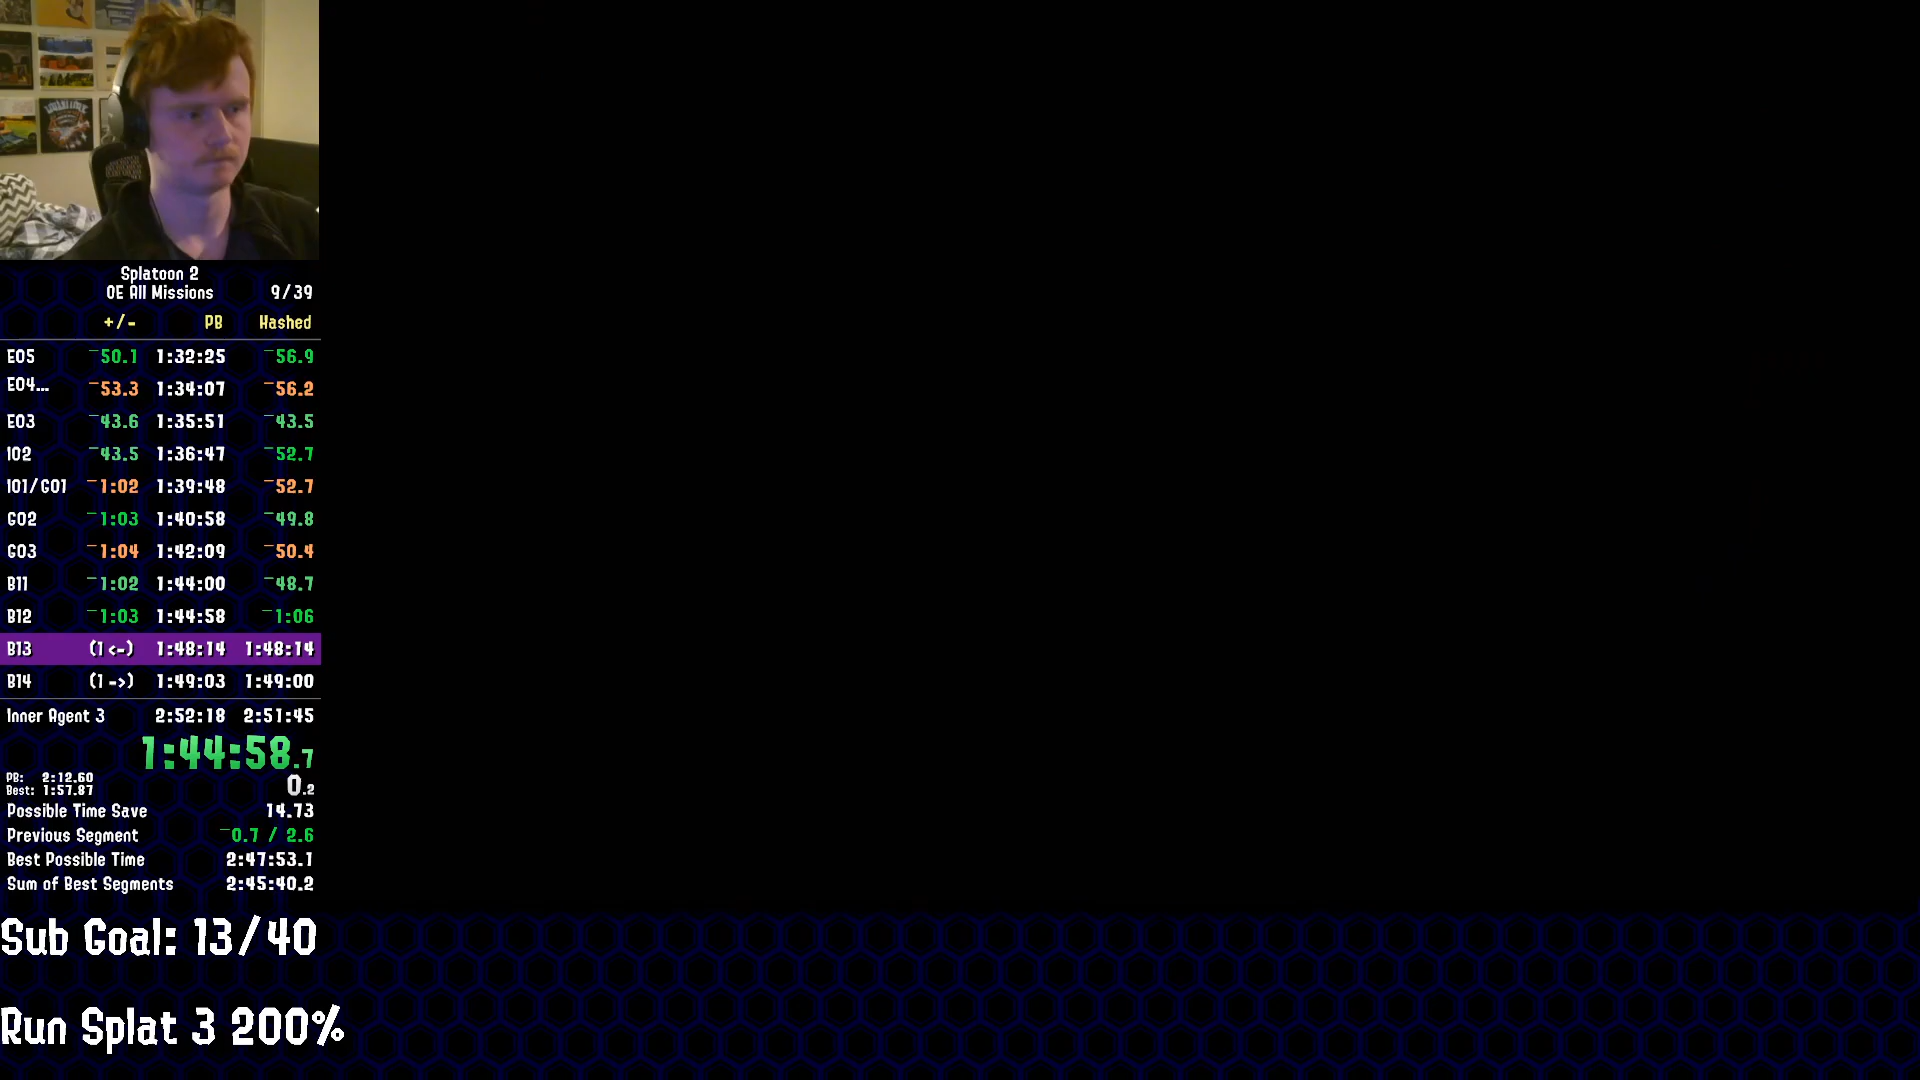 Splatoon 2
OE All Missions 9/39
+/- PB Hashed
E05 -50.1 1:32:25 -56.9
E04... -53.3 1:34:07 -56.2
E03 -43.6 1:35:51 -43.5
I02 -43.5 1:36:47 -52.7
I01/G01 -1:02 1:39:48 -52.7
G02 -1:03 1:40:58 -49.8
G03 -1:04 1:42:09 -50.4
B11 -1:02 1:44:00 -48.7
B12 -1:03 1:44:58 -1:06
B13 (1 <-) 1:48:14 1:48:14
B14 (1 ->) 1:49:03 1:49:00
Inner Agent 3 2:52:18 2:51:45
1:44:58.7
PB: 2:12.60
Best: 1:57.87
0.2
Possible Time Save 14.73
Previous Segment -0.7 / 2.6
Best Possible Time 2:47:53.1
Sum of Best Segments 2:45:40.2
Sub Goal: 13/40
Run Splat 3 200%